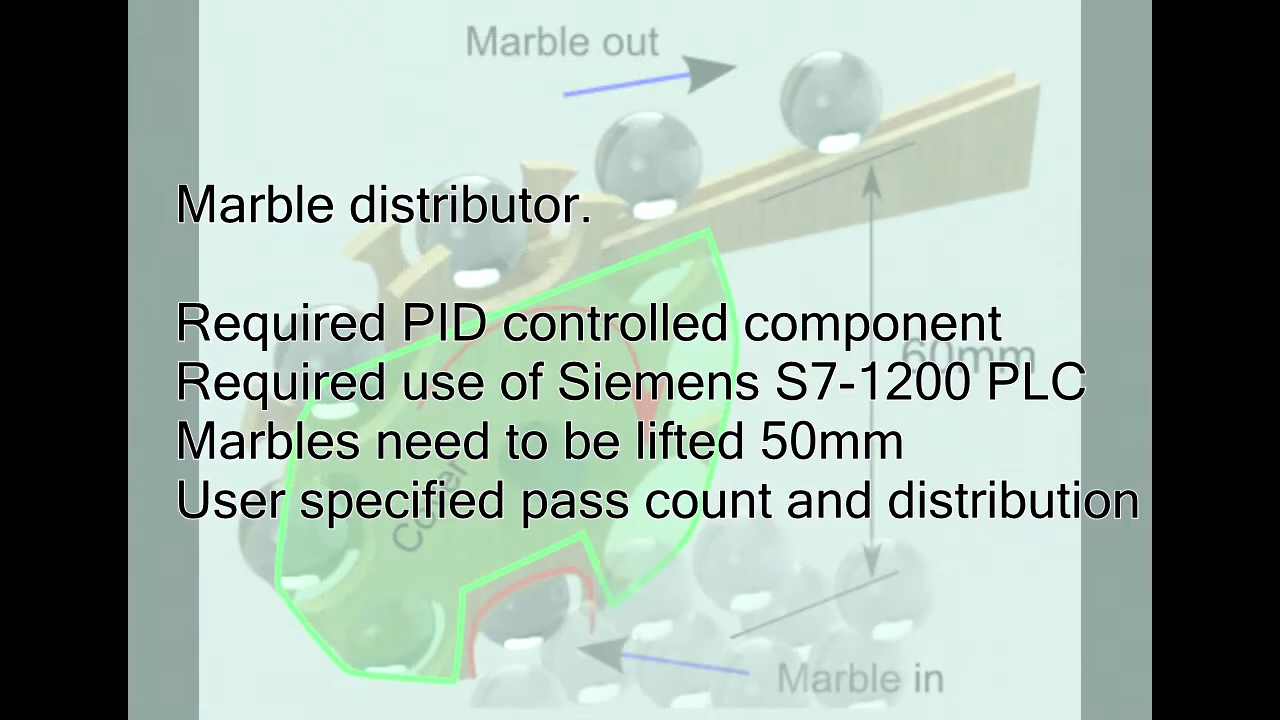 Marble out
Marble distributor.
Required PID controlled component
60mm
Required use of Siemens S7-1200 PLC
Marbles need to be lifted 50mm
User specified pass count and distribution
Marble in